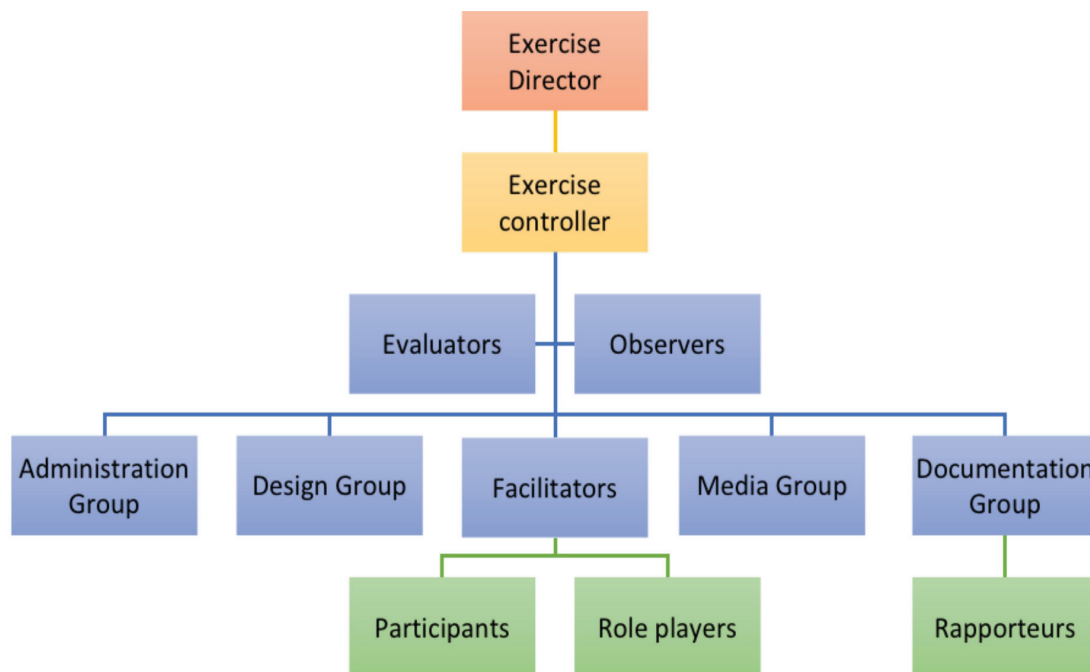 Exercise
Director
Exercise
controller
Evaluators
Observers
Administration
Group
Design Group
Facilitators
Media Group
Documentation
Group
Participants
Role players
Rapporteurs